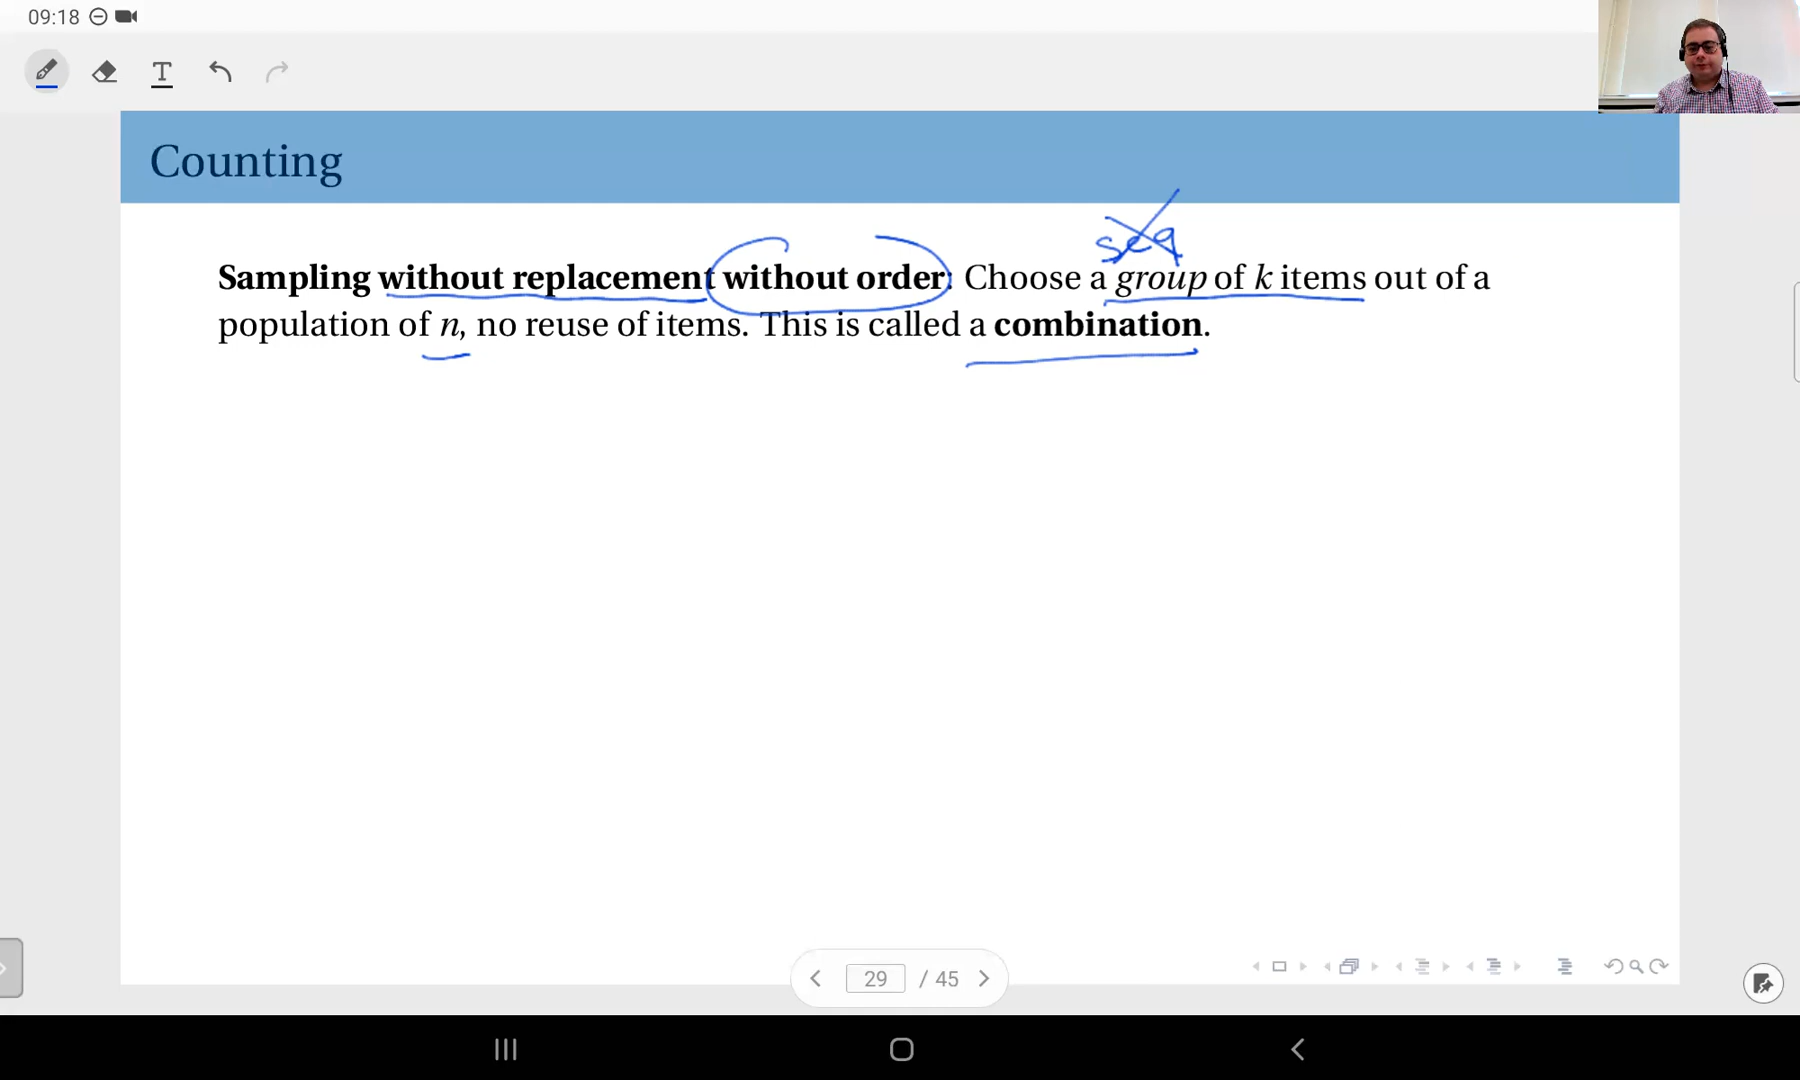 09:18
T
Counting
seq
Sampling without replacement without order: Choose a group of k items out of a
population of n, no reuse of items. This is called a combination.
29 / 45